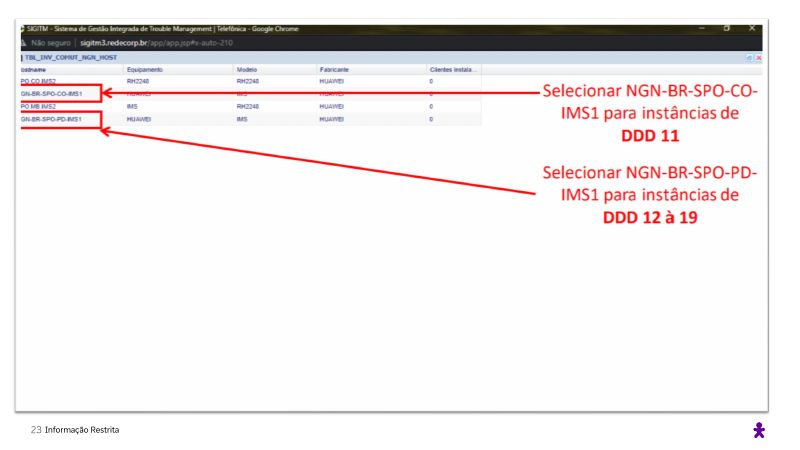 SIGITM - Sistema de Gestão Integrada de Trouble Management | Telefônica - Google Chrome
Não seguro | sigitm3.redecorp.br/app/app.jsp#x-auto-210
TBL_INV_COMUT_NGN_HOST
ostname Equipamento Modelo Fabricante Clientes Instala...
PO CO IMS2 RH2248 RH2248 HUAWEI 0
GN-BR-SPO-CO-IMS1 HUAWEI IMS HUAWEI 0
PO MB IMS2 IMS RH2248 HUAWEI 0
GN-BR-SPO-PD-IMS1 HUAWEI IMS HUAWEI 0
Selecionar NGN-BR-SPO-CO-
IMS1 para instâncias de
DDD 11
Selecionar NGN-BR-SPO-PD-
IMS1 para instâncias de
DDD 12 à 19
23 Informação Restrita